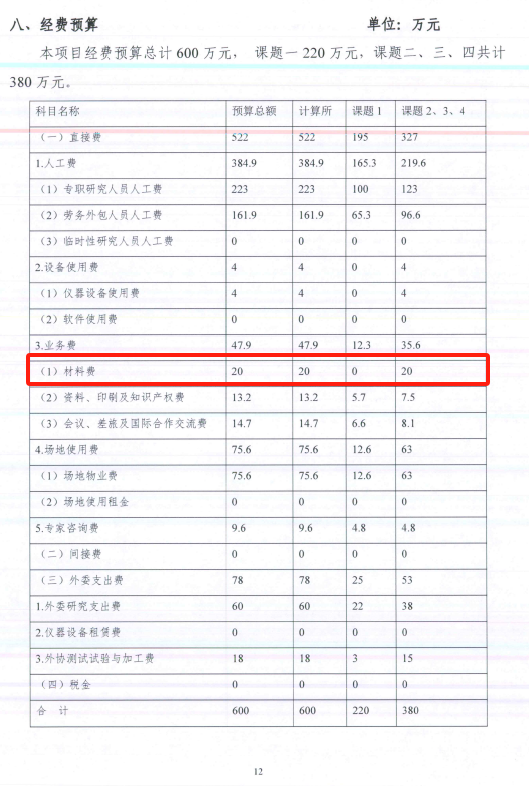 八、经费预算 单位：万元
本项目经费预算总计 600 万元， 课题一 220 万元，课题二、三、四共计
380 万元。
科目名称 预算总额 计算所 课题 1 课题 2、3、4
（一）直接费 522 522 195 327
1.人工费 384.9 384.9 165.3 219.6
（1）专职研究人员人工费 223 223 100 123
（2）劳务外包人员人工费 161.9 161.9 65.3 96.6
（3）临时性研究人员人工费 0 0 0 0
2.设备使用费 4 4 0 4
（1）仪器设备使用费 4 4 0 4
（2）软件使用费 0 0 0 0
3.业务费 47.9 47.9 12.3 35.6
（1）材料费 20 20 0 20
（2）资料、印刷及知识产权费 13.2 13.2 5.7 7.5
（3）会议、差旅及国际合作交流费 14.7 14.7 6.6 8.1
4.场地使用费 75.6 75.6 12.6 63
（1）场地物业费 75.6 75.6 12.6 63
（2）场地使用租金 0 0 0 0
5.专家咨询费 9.6 9.6 4.8 4.8
（二）间接费 0 0 0 0
（三）外委支出费 78 78 25 53
1.外委研究支出费 60 60 22 38
2.仪器设备租赁费 0 0 0 0
3.外协测试试验与加工费 18 18 3 15
（四）税金 0 0 0 0
合 计 600 600 220 380
12